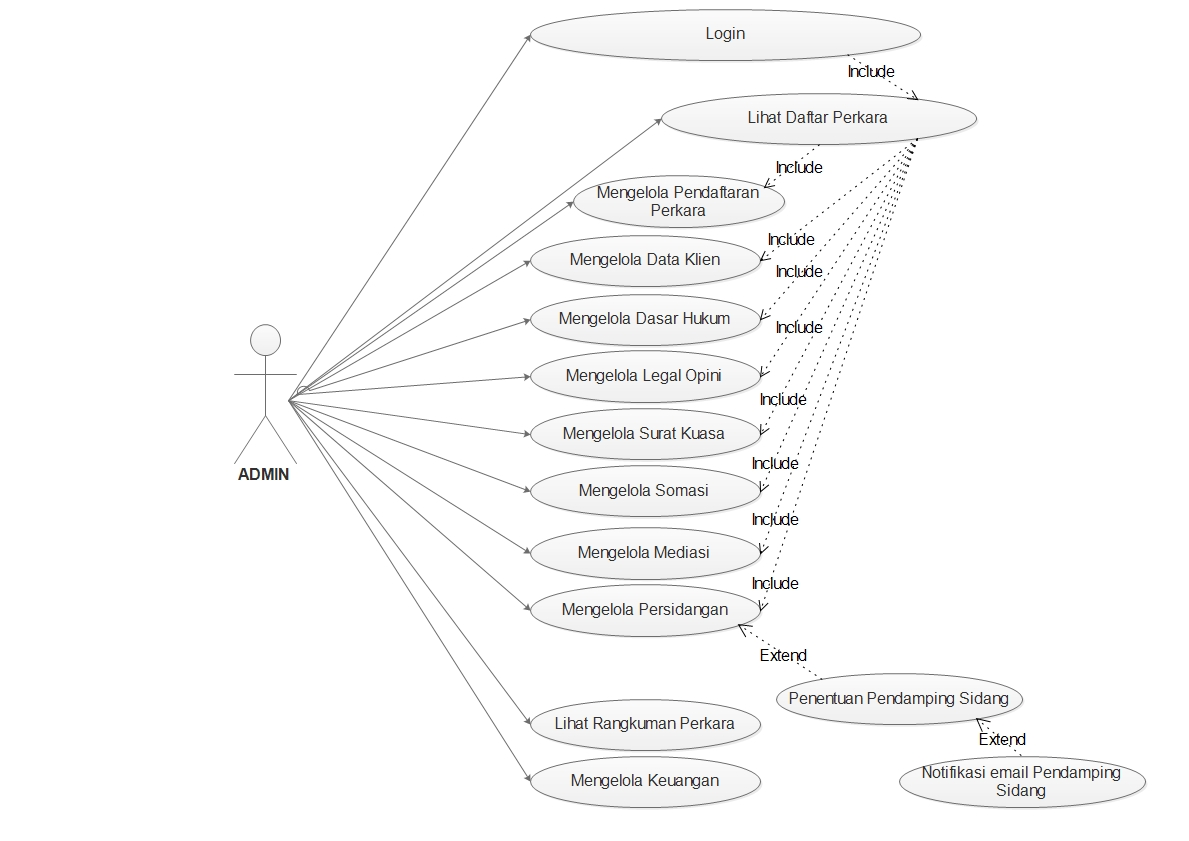 Login
Include
Lihat Daftar Perkara
Include
Mengelola Pendaftaran
Perkara
Include
Mengelola Data Klien
Include
Mengelola Dasar Hukum
Include
Mengelola Legal Opini
Include
Mengelola Surat Kuasa
Include
ADMIN
Mengelola Somasi
Include
Mengelola Mediasi
Include
Mengelola Persidangan
Extend
Penentuan Pendamping Sidang
Lihat Rangkuman Perkara
Extend
Mengelola Keuangan
Notifikasi email Pendamping
Sidang